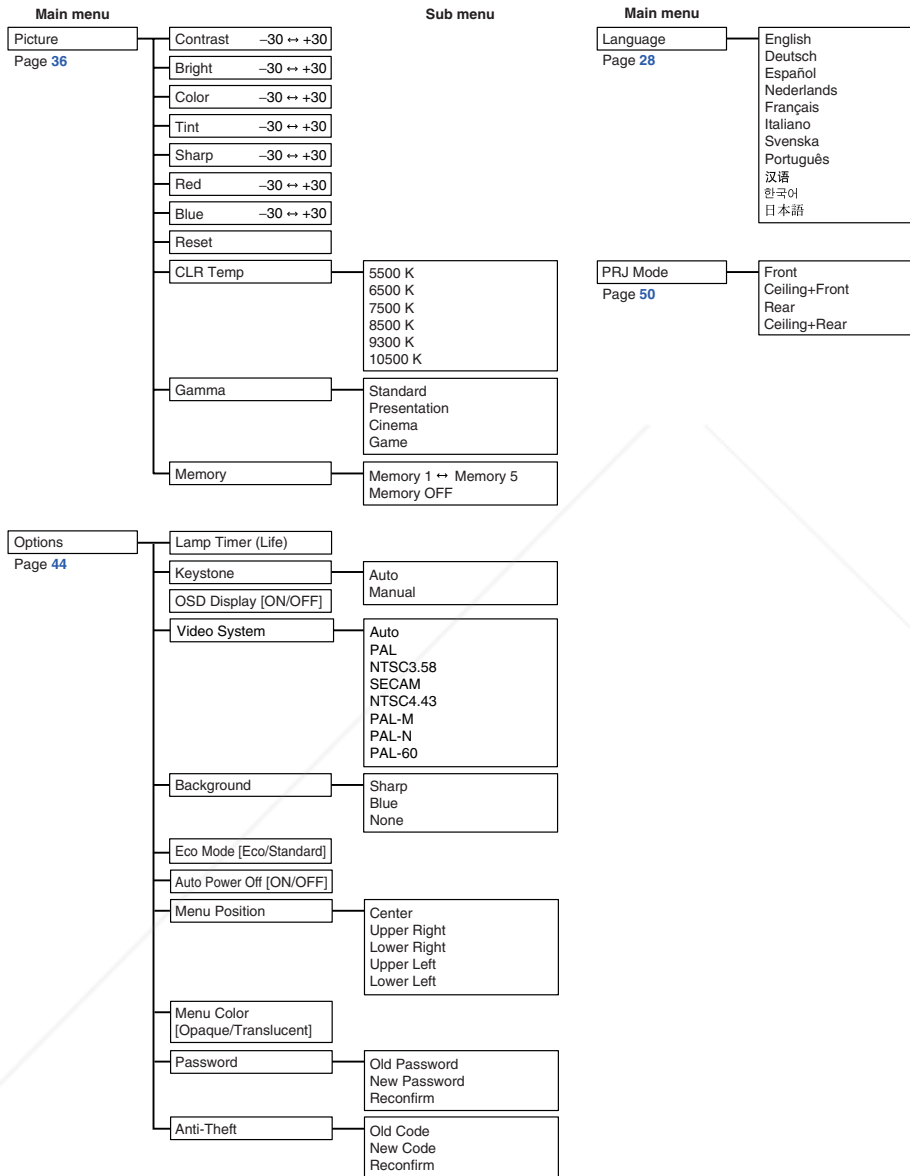 Main menu
Sub menu
Main menu
Picture
Page 36
Contrast –30 ↔ +30
Bright –30 ↔ +30
Color –30 ↔ +30
Tint –30 ↔ +30
Sharp –30 ↔ +30
Red –30 ↔ +30
Blue –30 ↔ +30
Reset
CLR Temp
5500 K
6500 K
7500 K
8500 K
9300 K
10500 K
Gamma
Standard
Presentation
Cinema
Game
Memory
Memory 1 ↔ Memory 5
Memory OFF
Language
Page 28
English
Deutsch
Español
Nederlands
Français
Italiano
Svenska
Português
汉语
한국어
日本語
PRJ Mode
Page 50
Front
Ceiling+Front
Rear
Ceiling+Rear
Options
Page 44
Lamp Timer (Life)
Keystone
Auto
Manual
OSD Display [ON/OFF]
Video System
Auto
PAL
NTSC3.58
SECAM
NTSC4.43
PAL-M
PAL-N
PAL-60
Background
Sharp
Blue
None
Eco Mode [Eco/Standard]
Auto Power Off [ON/OFF]
Menu Position
Center
Upper Right
Lower Right
Upper Left
Lower Left
Menu Color
[Opaque/Translucent]
Password
Old Password
New Password
Reconfirm
Anti-Theft
Old Code
New Code
Reconfirm